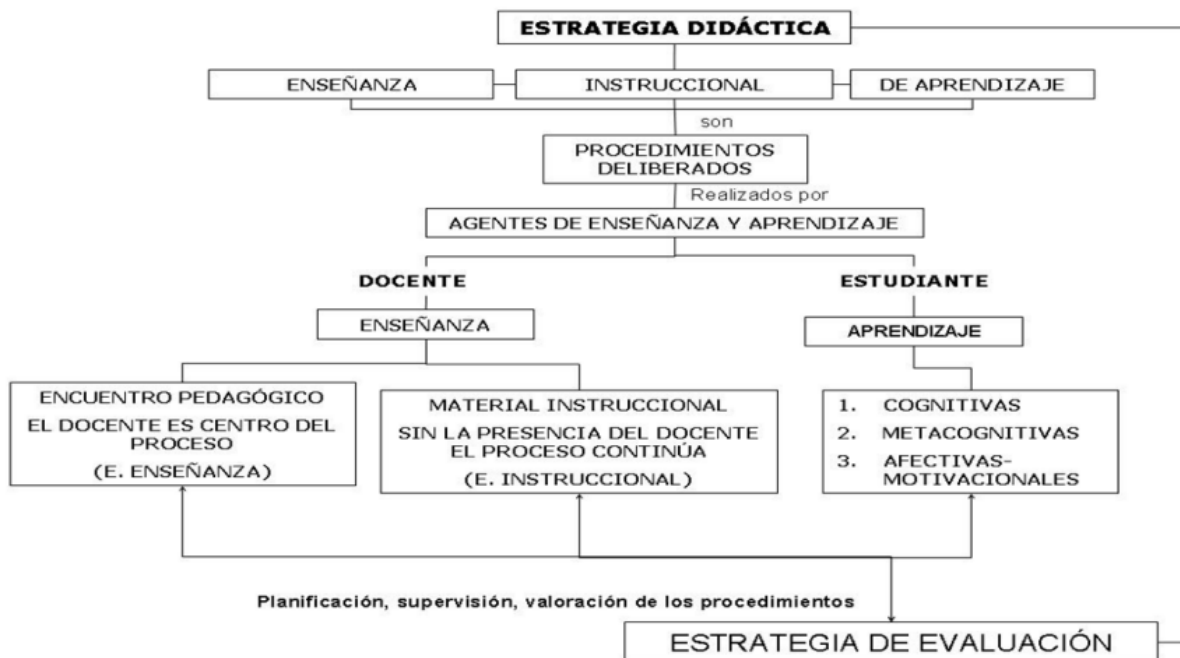 ESTRATEGIA DIDÁCTICA
ENSEÑANZA
INSTRUCCIONAL
DE APRENDIZAJE
son
PROCEDIMIENTOS
DELIBERADOS
Realizados por
AGENTES DE ENSEÑANZA Y APRENDIZAJE
DOCENTE
ESTUDIANTE
ENSEÑANZA
APRENDIZAJE
ENCUENTRO PEDAGÓGICO
EL DOCENTE ES CENTRO DEL
PROCESO
(E. ENSEÑANZA)
MATERIAL INSTRUCCIONAL
SIN LA PRESENCIA DEL DOCENTE
EL PROCESO CONTINÚA
(E. INSTRUCCIONAL)
1. COGNITIVAS
2. METACOGNITIVAS
3. AFECTIVAS-
MOTIVACIONALES
Planificación, supervisión, valoración de los procedimientos
ESTRATEGIA DE EVALUACIÓN